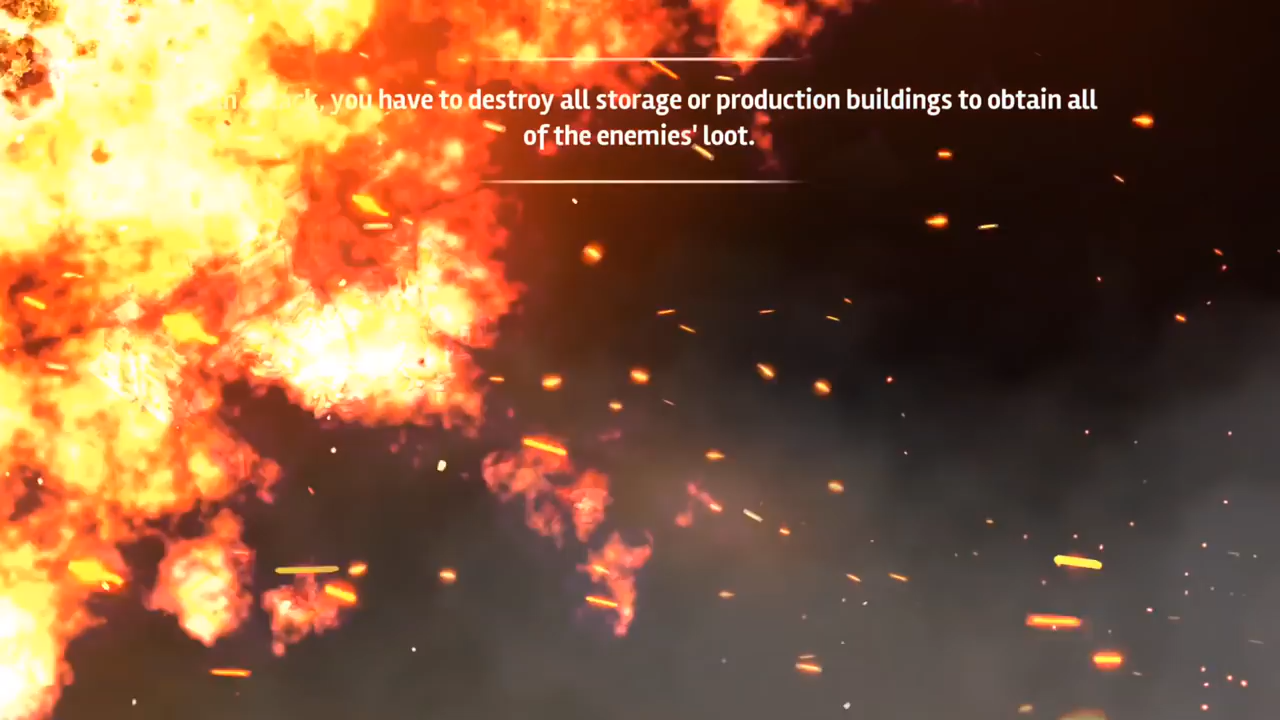 you have to destroy all storage or production buildings to obtain all
of the enemies' loot.